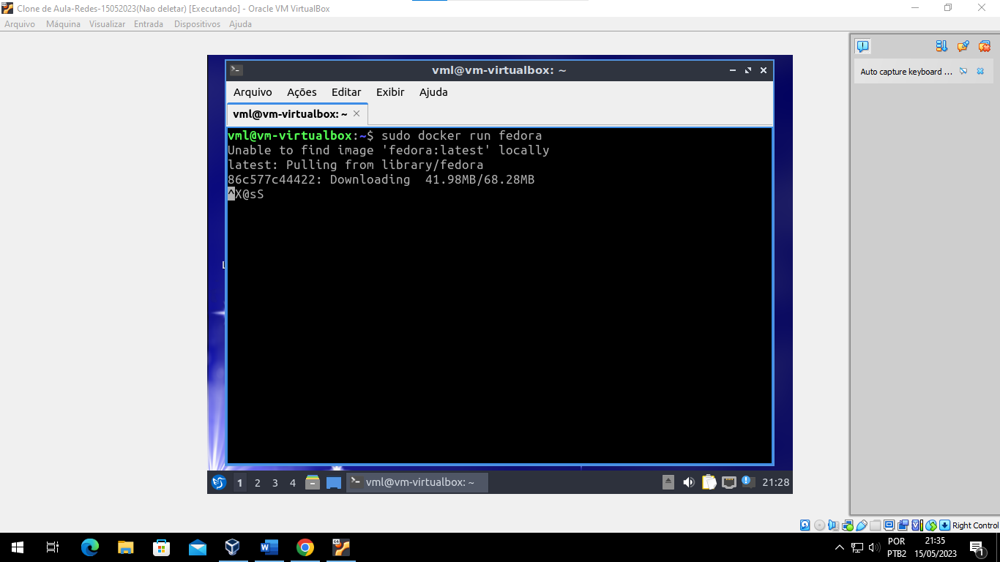 Clone de Aula-Redes-15052023(Nao deletar) [Executando] - Oracle VM VirtualBox
Arquivo Máquina Visualizar Entrada Dispositivos Ajuda
Auto capture keyboard ...
vml@vm-virtualbox: ~
Arquivo Ações Editar Exibir Ajuda
vml@vm-virtualbox: ~
vml@vm-virtualbox:~$ sudo docker run fedora
Unable to find image 'fedora:latest' locally
latest: Pulling from library/fedora
86c577c44422: Downloading  41.98MB/68.28MB
^X@sS
1 2 3 4 vml@vm-virtualbox: ~ 21:28
Right Control
POR 21:35
PTB2 15/05/2023 1